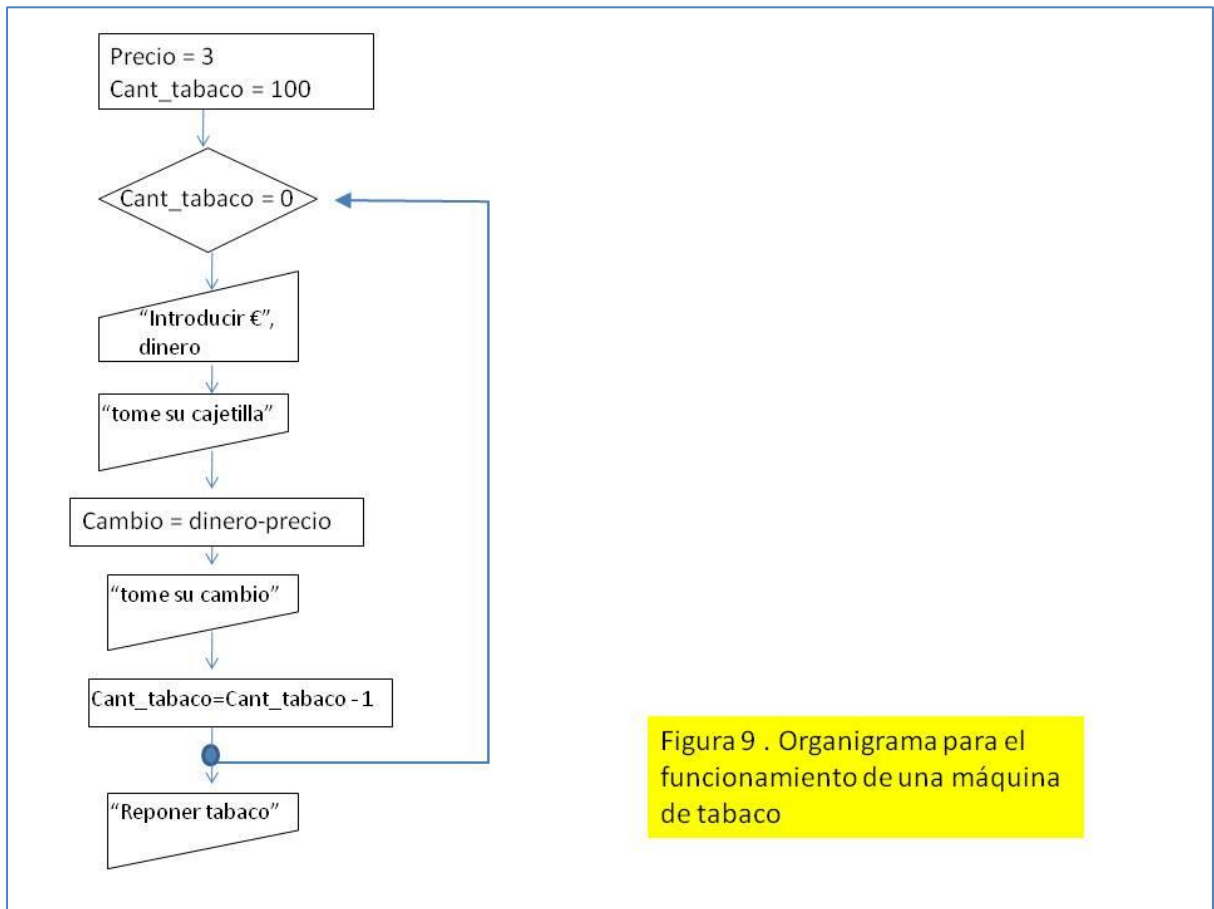 Precio = 3
Cant_tabaco = 100
Cant_tabaco = 0
“Introducir €”,
dinero
“tome su cajetilla”
Cambio = dinero-precio
“tome su cambio”
Cant_tabaco=Cant_tabaco - 1
“Reponer tabaco”
Figura 9 . Organigrama para el
funcionamiento de una máquina
de tabaco